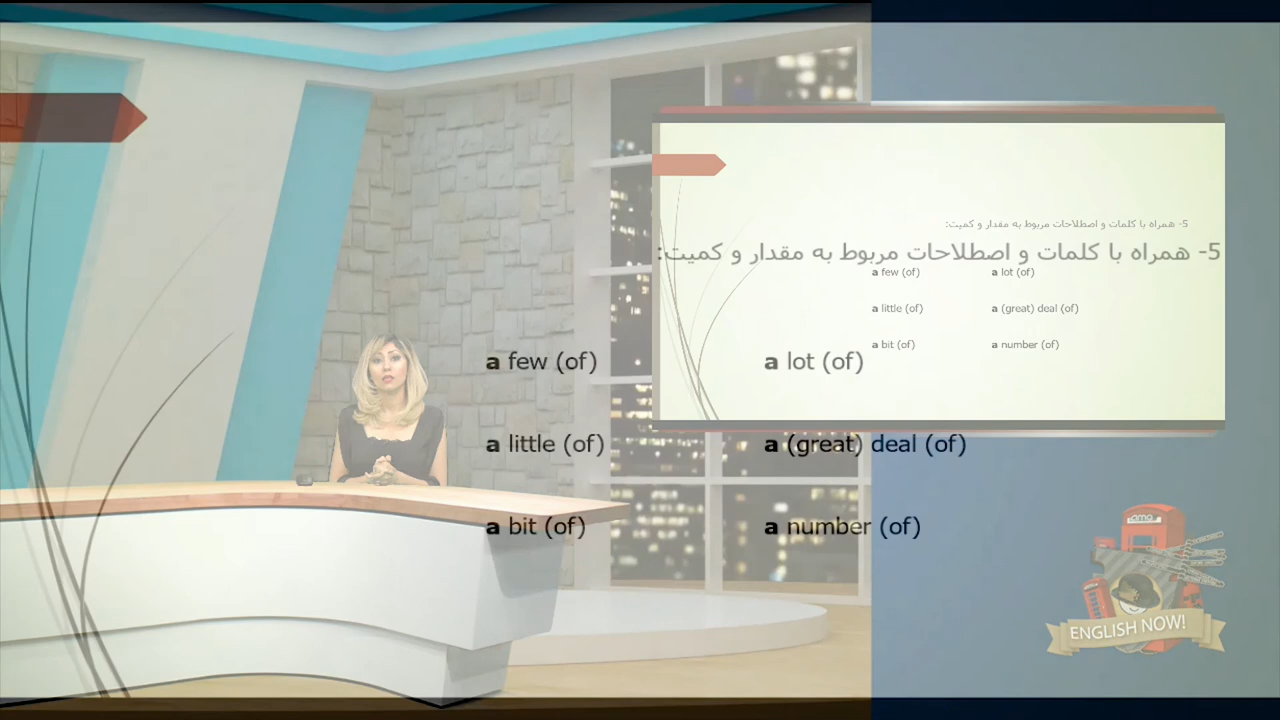 5- همراه با کلمات و اصطلاحات مربوط به مقدار و کمیت:
a few (of) a lot (of)
a little (of) a (great) deal (of)
a bit (of) a number (of)
5- همراه با کلمات و اصطلاحات مربوط به مقدار و کمیت:
a few (of) a lot (of)
a little (of) a (great) deal (of)
a bit (of) a number (of)
ENGLISH NOW!